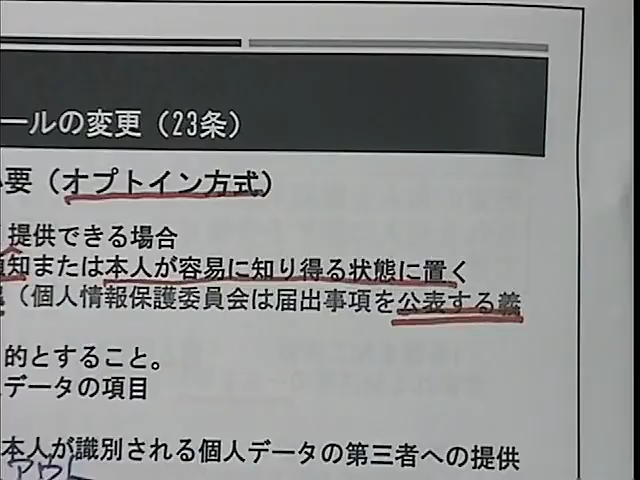 ールの変更（23条）
要（オプトイン方式）
提供できる場合
知または本人が容易に知り得る状態に置く
（個人情報保護委員会は届出事項を公表する義
的とすること。
データの項目
本人が識別される個人データの第三者への提供
アウト